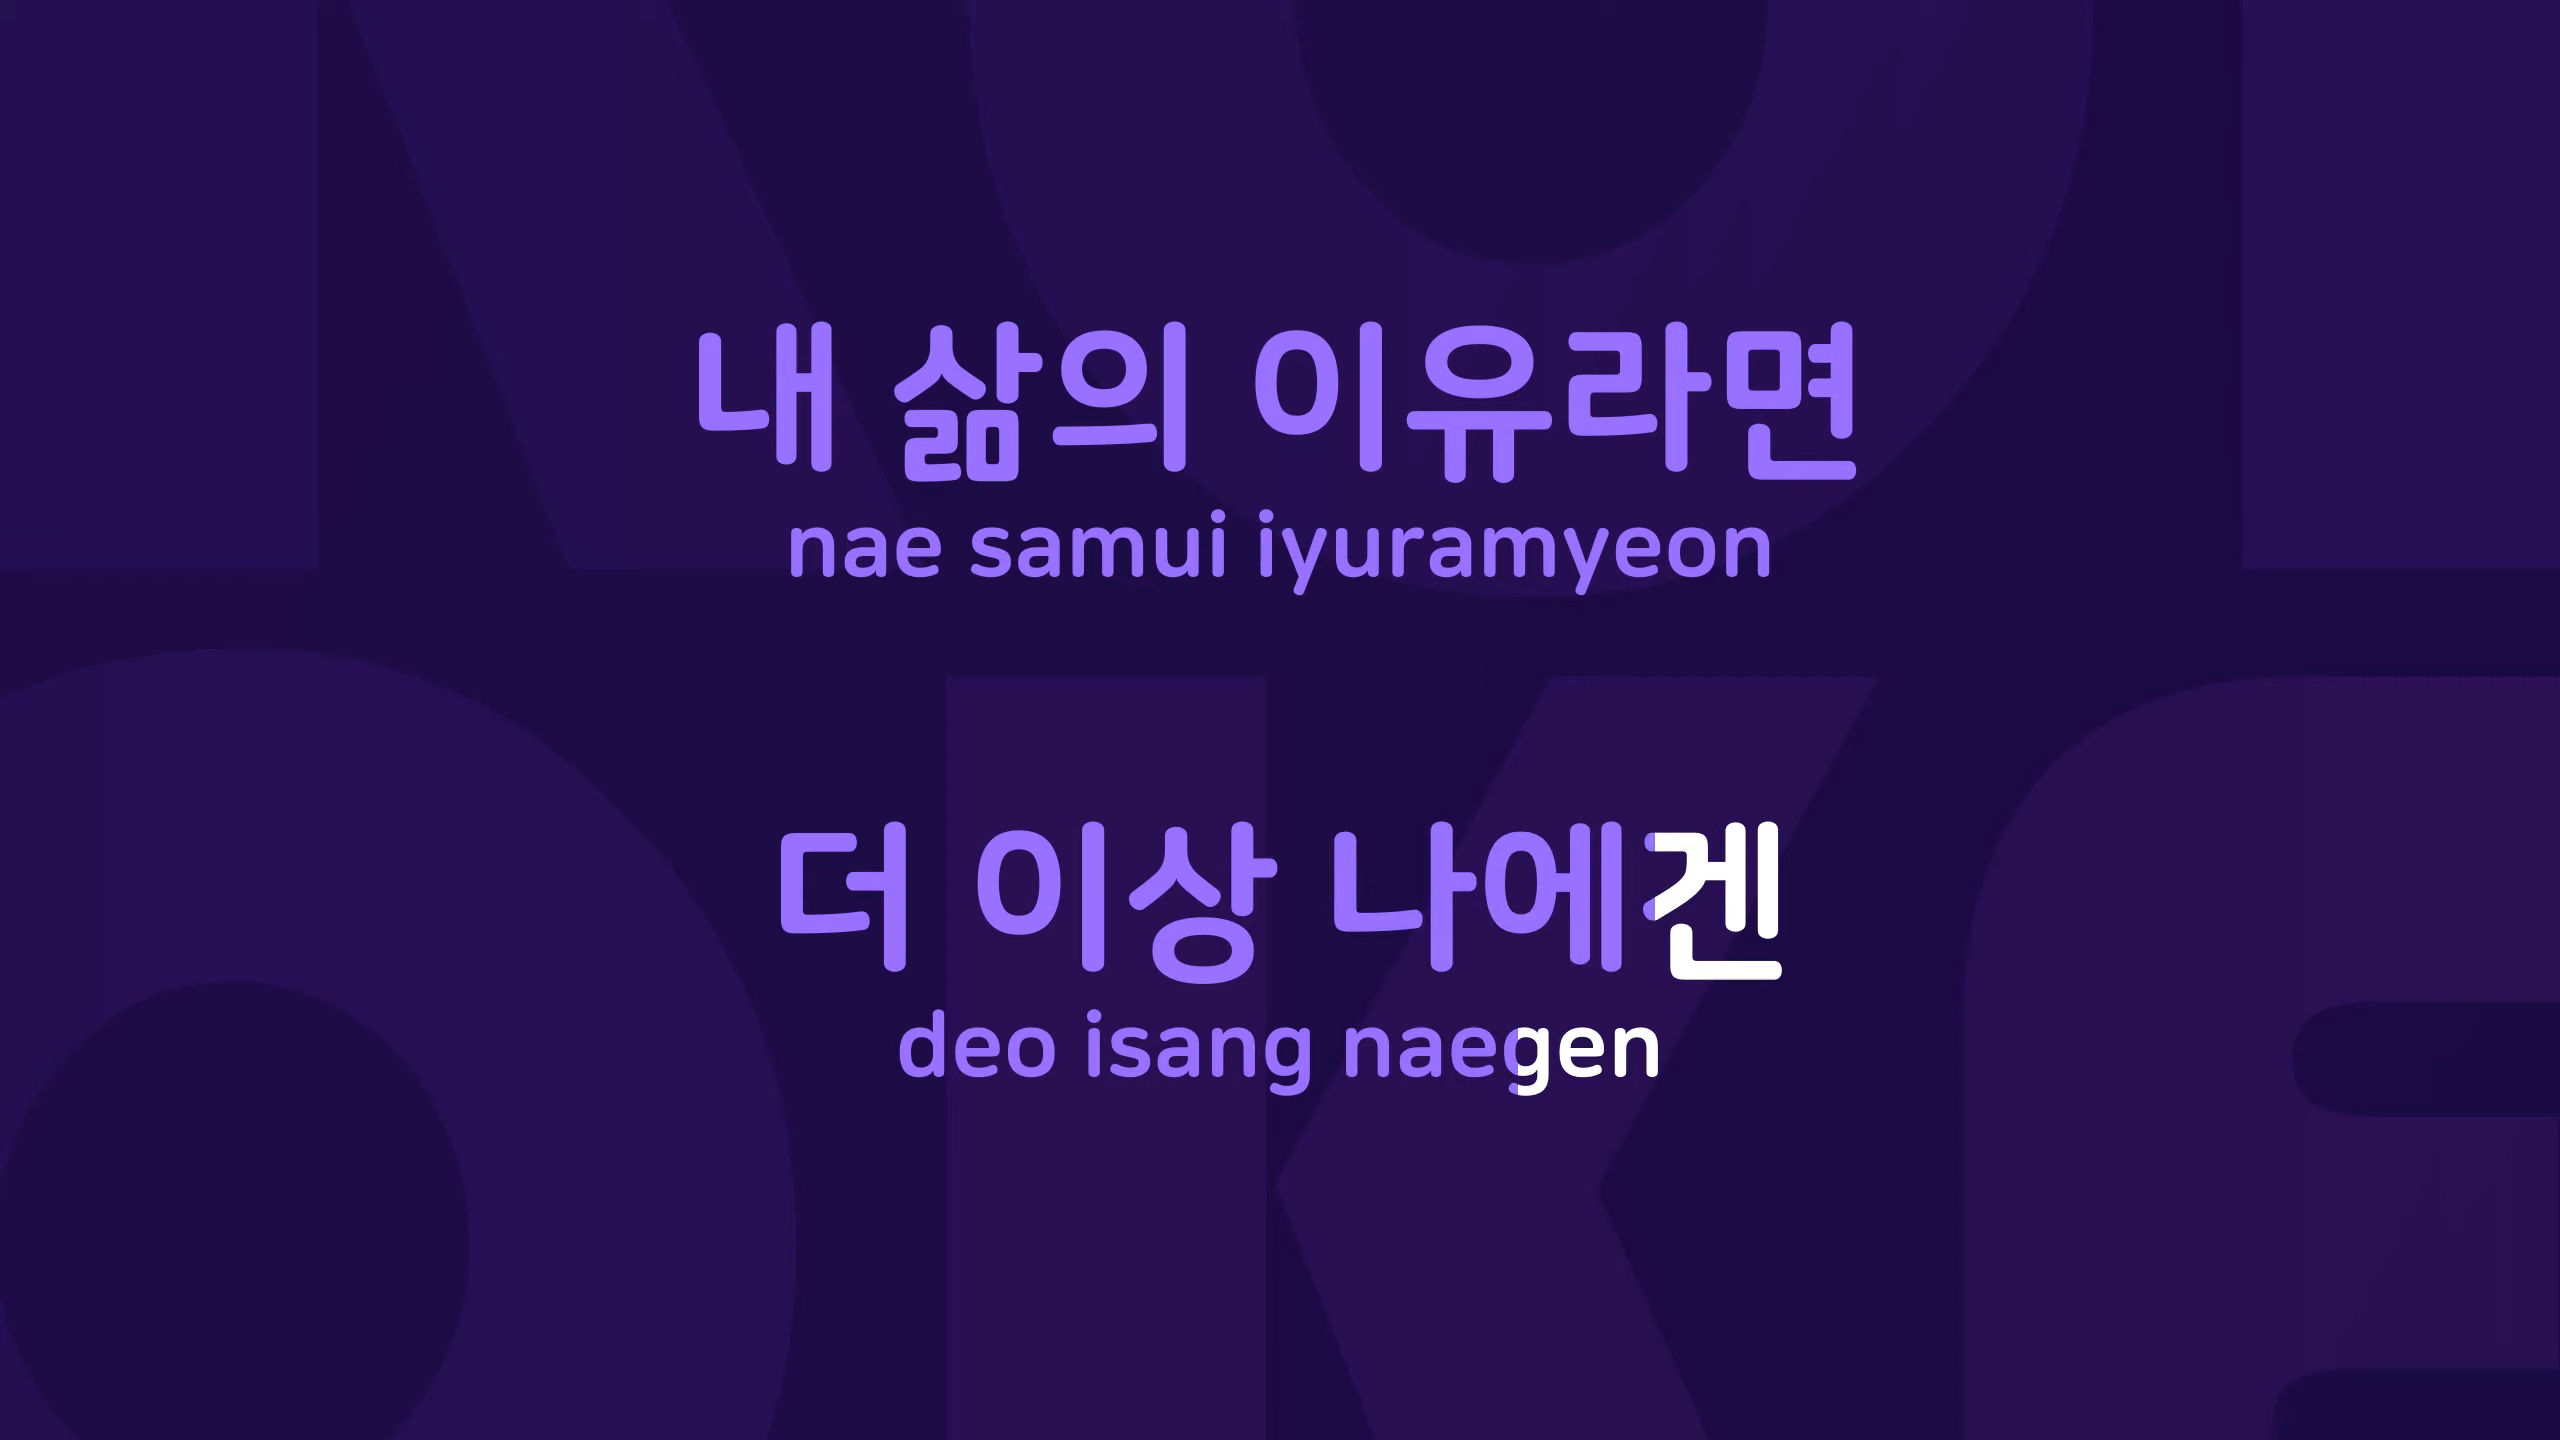 내 삶의 이유라면
nae samui iyuramyeon
더 이상 나에겐
deo isang naegen